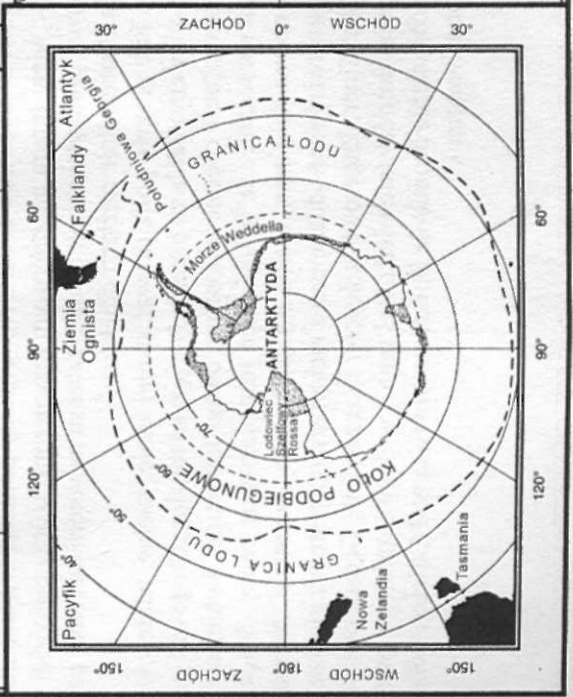 30° ZACHÓD 0° WSCHÓD 30°
Atlantyk
Południowa Georgia
Falklandy
GRANICA LODU
60°
60°
Morze Weddella
Ziemia
Ognista
ANTARKTYDA
90°
90°
Lodowiec
Szelfowy
Rossa
70°
60°
50°
KOŁO PODBIEGUNOWE
120°
120°
GRANICA LODU
Pacyfik
Nowa
Zelandia
Tasmania
150° ZACHÓD 180° WSCHÓD 150°